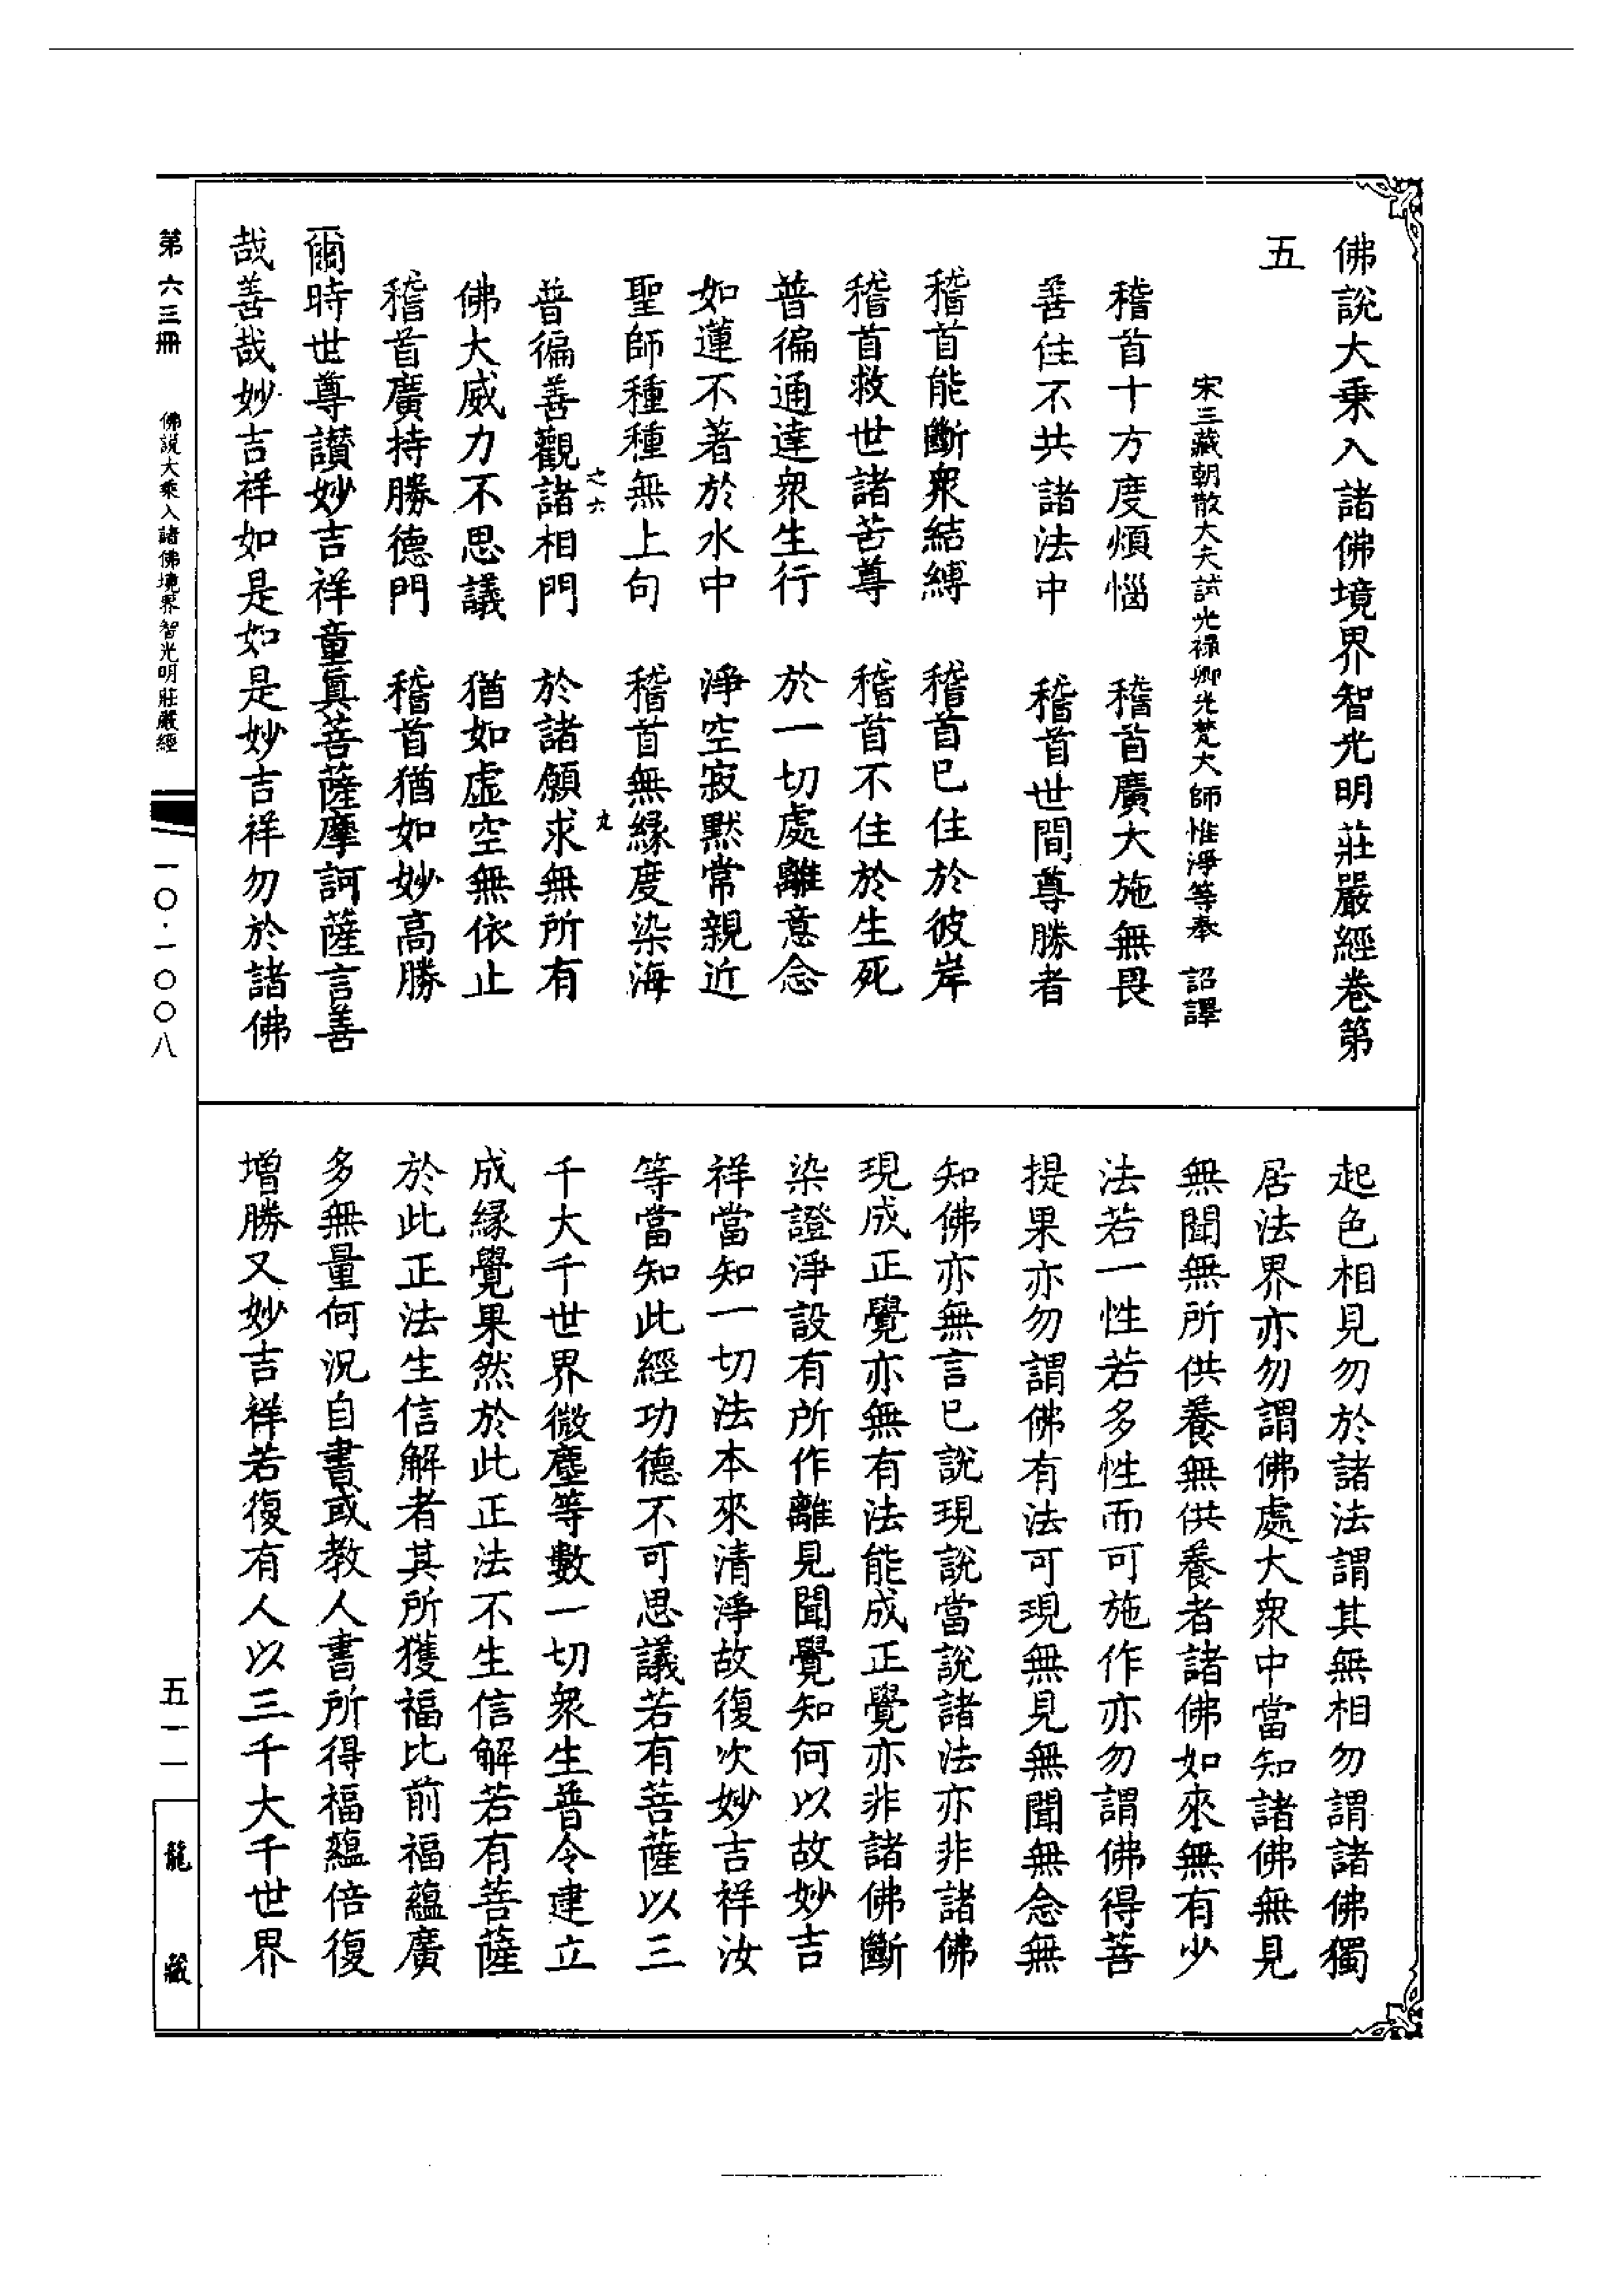 佛說大乗入諸佛境界智光明莊嚴經卷第
五
宋三藏朝散大夫試光祿卿光梵大師惟淨等奉 詔譯
稽首十方度煩惱 稽首廣大施無畏
善住不共諸法中 稽首世間尊勝者
稽首能斷衆結縛 稽首已住於彼岸
稽首救世諸苦尊 稽首不住於生死
普徧通達衆生行 於一切處離意念
如蓮不著於水中 淨空寂默常親近
聖師種種無上句 稽首無緣度染海
之六 九
普徧善觀諸相門 於諸願求無所有
佛大威力不思議 猶如虛空無依止
稽首廣持勝德門 稽首猶如妙高勝
爾時世尊讃妙吉祥童眞菩薩摩訶薩言善
哉善哉妙吉祥如是如是妙吉祥勿於諸佛
起色相見勿於諸法謂其無相勿謂諸佛獨
居法界亦勿謂佛處大衆中當知諸佛無見
無聞無所供養無供養者諸佛如來無有少
法若一性若多性而可施作亦勿謂佛得菩
提果亦勿謂佛有法可現無見無聞無念無
知佛亦無言已說現說當說諸法亦非諸佛
現成正覺亦無有法能成正覺亦非諸佛斷
染證淨設有所作離見聞覺知何以故妙吉
祥當知一切法本來清淨故復次妙吉祥汝
等當知此經功德不可思議若有菩薩以三
千大千世界微塵等數一切衆生普令建立
成緣覺果然於此正法不生信解若有菩薩
於此正法生信解者其所獲福比前福蘊廣
多無量何況自書或教人書所得福蘊倍復
增勝又妙吉祥若復有人以三千大千世界
第六三冊 佛說大乘入諸佛境界智光明莊嚴經 一〇·一〇〇八
五一一
龍藏